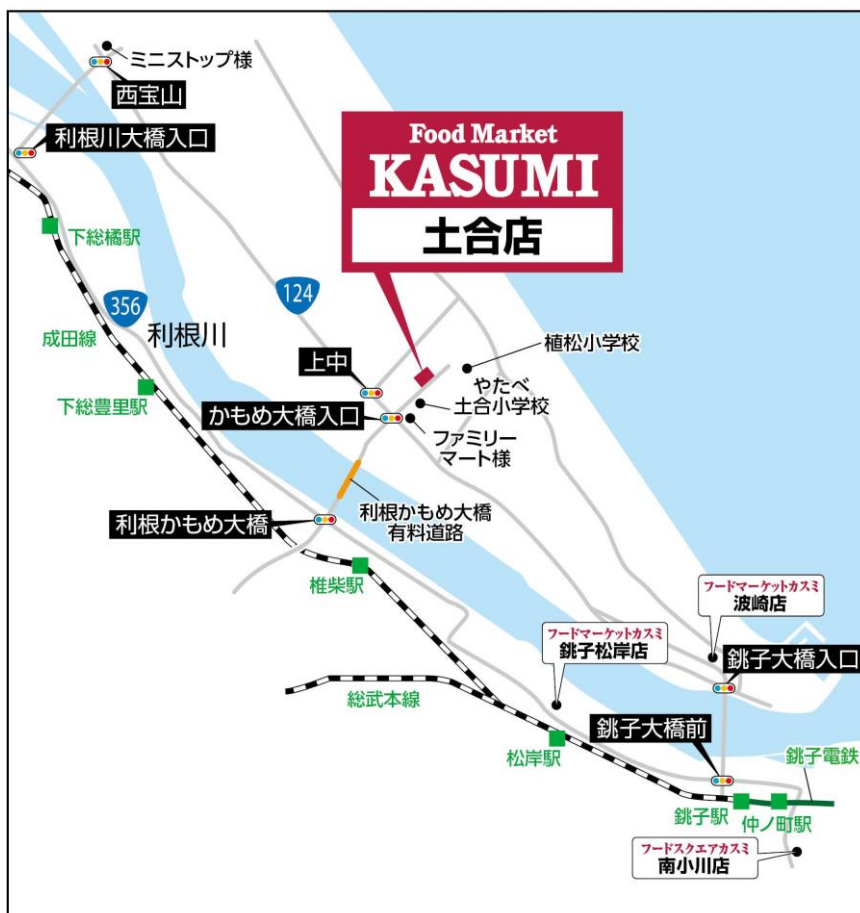 ミニストップ様
西宝山
利根川大橋入口
Food Market
KASUMI
土合店
下総橘駅
356
利根川
124
成田線
上中
植松小学校
やたべ
土合小学校
下総豊里駅
かもめ大橋入口
ファミリー
マート様
利根かもめ大橋
有料道路
利根かもめ大橋
椎柴駅
フードマーケットカスミ
波崎店
フードマーケットカスミ
銚子松岸店
銚子大橋入口
総武本線
銚子大橋前
松岸駅
銚子電鉄
銚子駅
仲ノ町駅
フードスクエアカスミ
南小川店